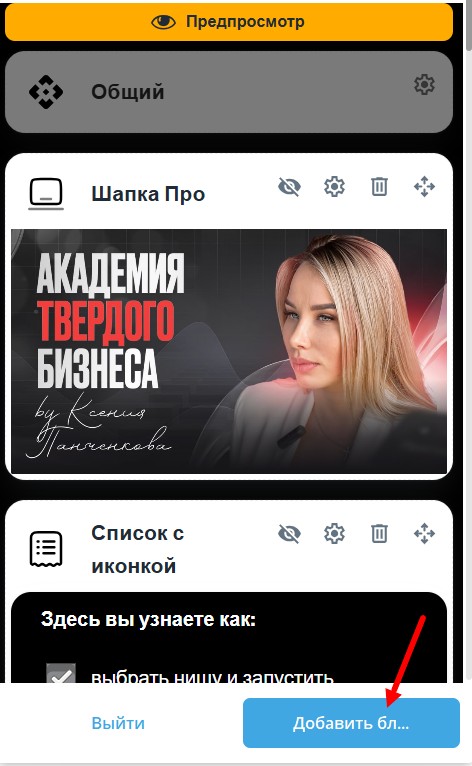 Предпросмотр
Общий
Шапка Про
АКАДЕМИЯ
ТВЕРДОГО
БИЗНЕСА
by Ксения
Панченкова
Список с
иконкой
Здесь вы узнаете как:
выбрать нишу и запустить
Выйти
Добавить бл...